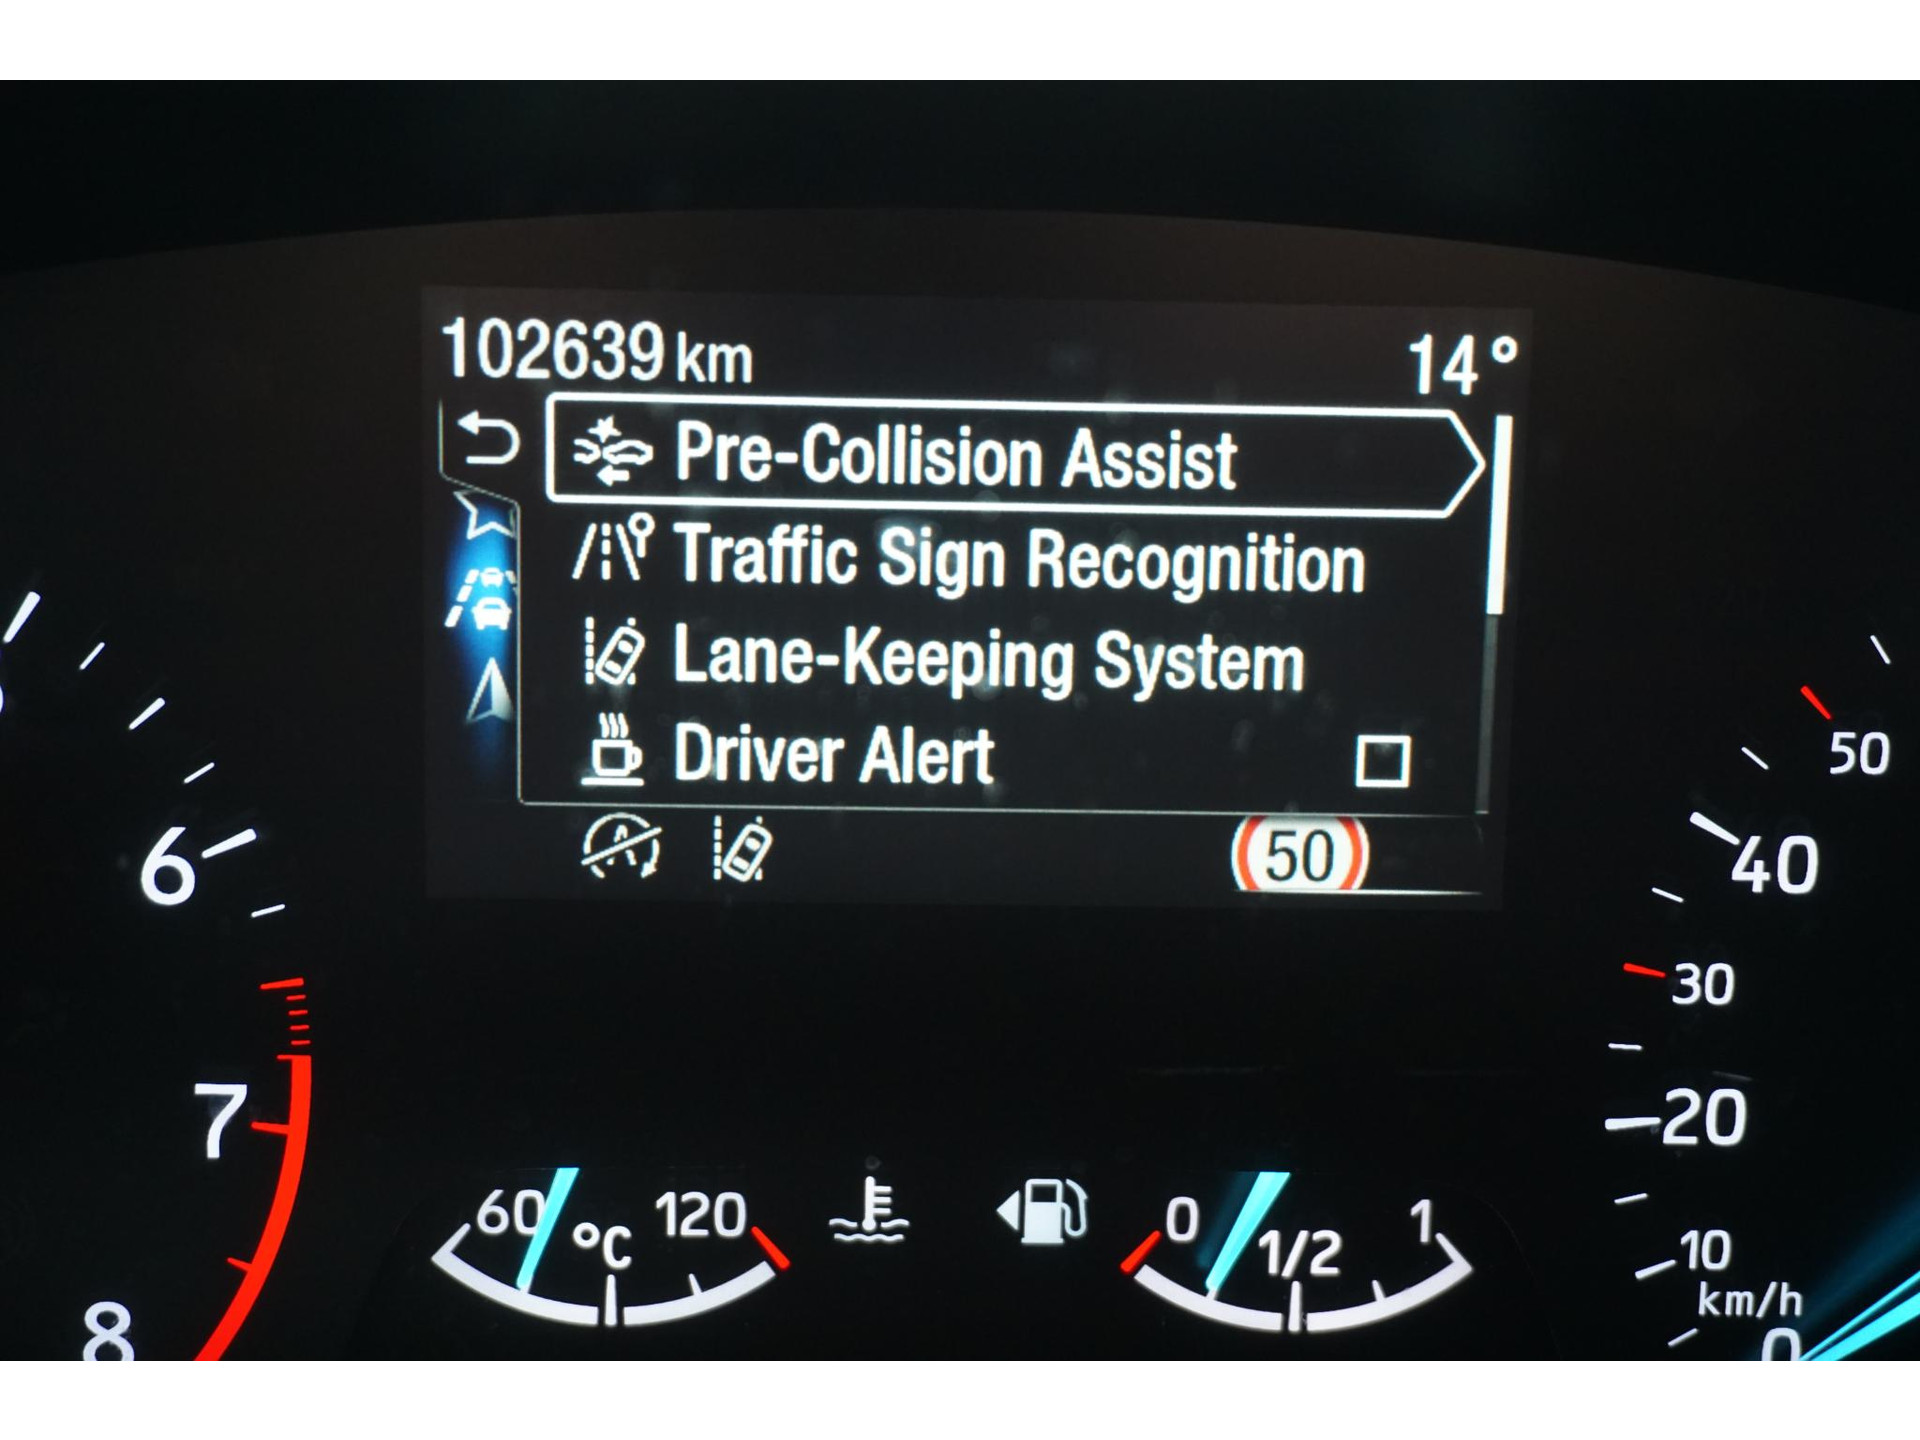 102639 km 14°
Pre-Collision Assist
Traffic Sign Recognition
Lane-Keeping System
Driver Alert
50
6
7
8
50
40
30
20
10
km/h
0
60 °C 120
0 1/2 1